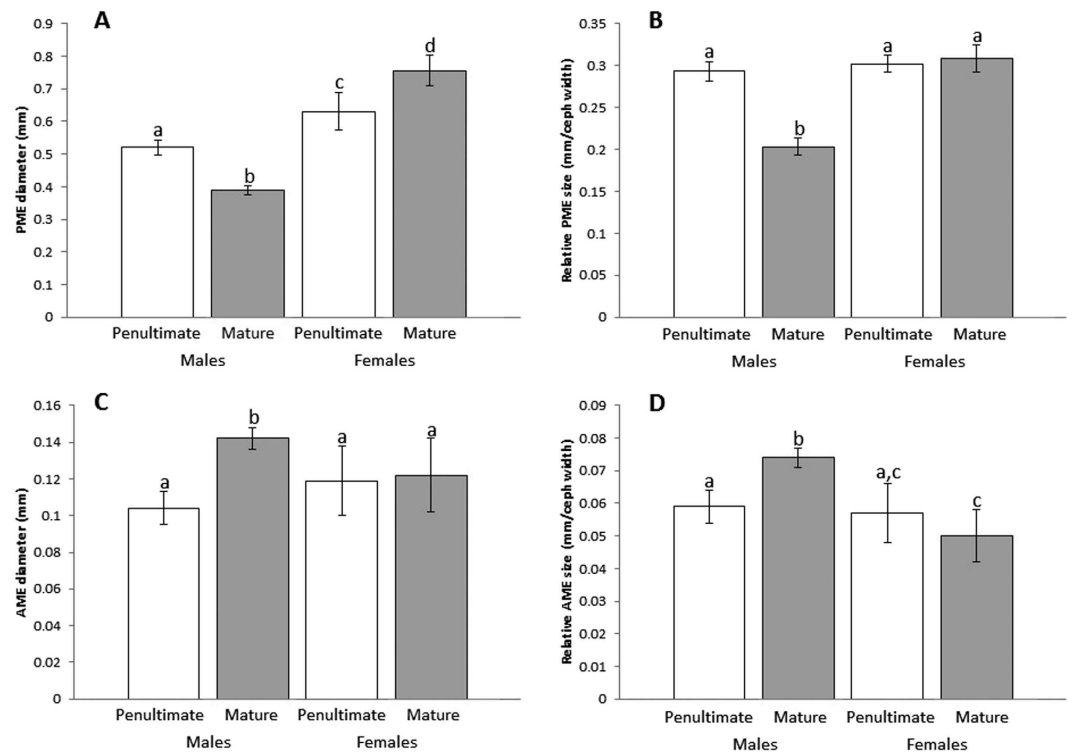 A
PME diameter (mm)
0.9
0.8
0.7
0.6
0.5
0.4
0.3
0.2
0.1
0
a
b
c
d
Penultimate Mature Penultimate Mature
Males Females
B
Relative PME size (mm/ceph width)
0.35
0.3
0.25
0.2
0.15
0.1
0.05
0
a
b
a
a
Penultimate Mature Penultimate Mature
Males Females
C
AME diameter (mm)
0.16
0.14
0.12
0.1
0.08
0.06
0.04
0.02
0
a
b
a
a
Penultimate Mature Penultimate Mature
Males Females
D
Relative AME size (mm/ceph width)
0.09
0.08
0.07
0.06
0.05
0.04
0.03
0.02
0.01
0
a
b
a,c
c
Penultimate Mature Penultimate Mature
Males Females